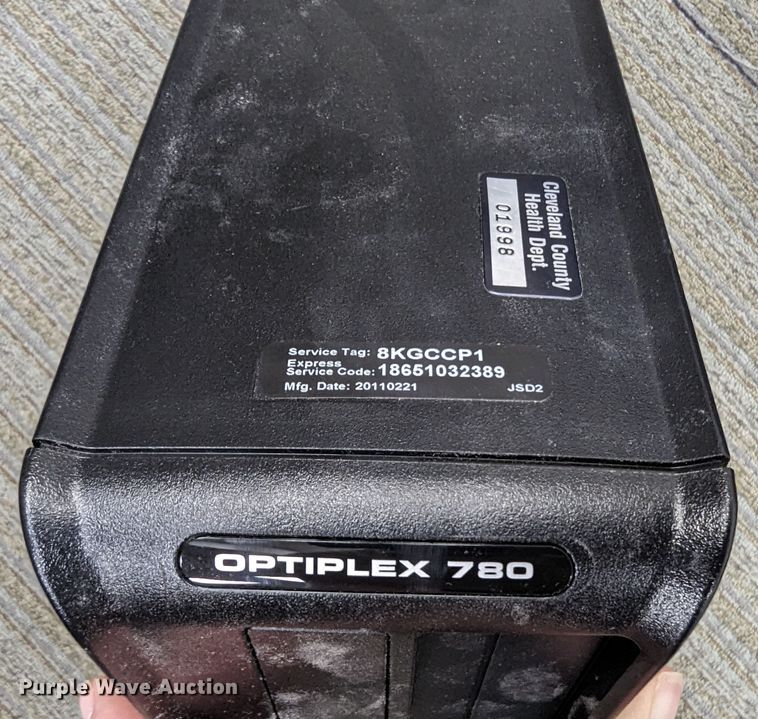 Cleveland County
Health Dept.
01998
Service Tag: 8KGCCP1
Express
Service Code: 18651032389
Mfg. Date: 20110221 JSD2
OPTIPLEX 780
Purple Wave Auction